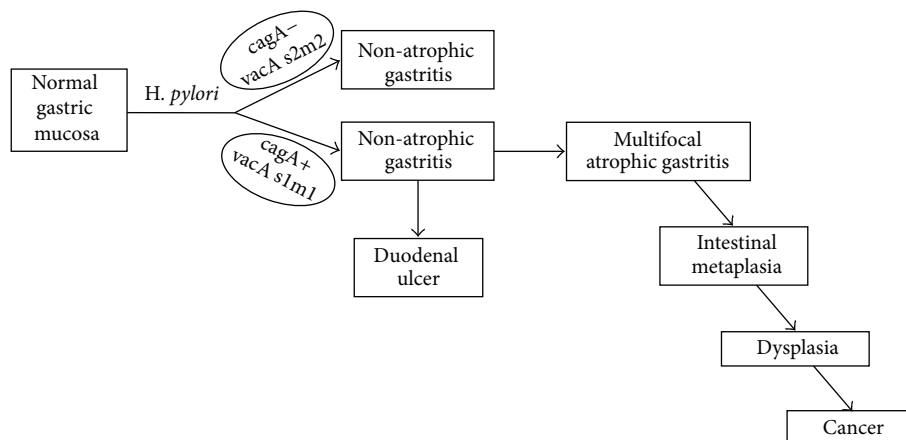 Normal
gastric
mucosa
H. pylori
cagA−
vacA s2m2
Non-atrophic
gastritis
cagA+
vacA s1m1
Non-atrophic
gastritis
Multifocal
atrophic gastritis
Duodenal
ulcer
Intestinal
metaplasia
Dysplasia
Cancer